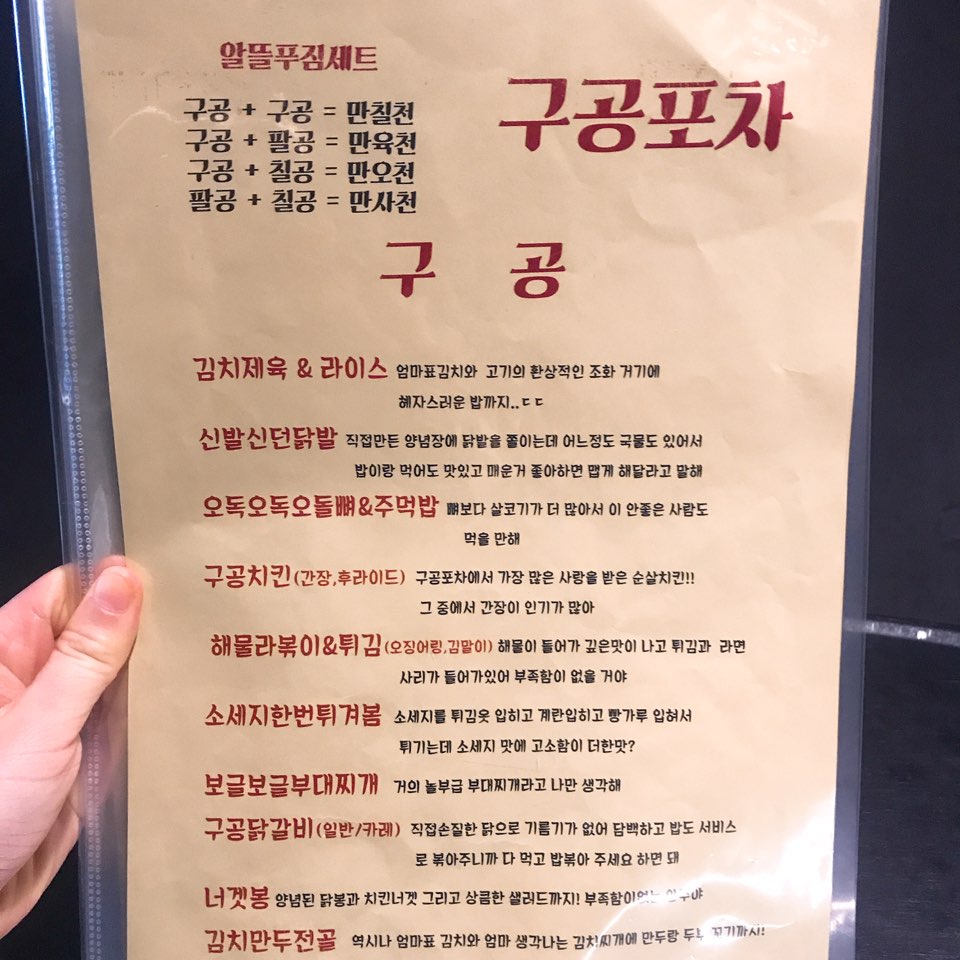 알뜰푸짐세트
구공 + 구공 = 만칠천
구공 + 팔공 = 만육천
구공 + 칠공 = 만오천
팔공 + 칠공 = 만사천
구공포차
구 공
김치제육 & 라이스 엄마표김치와 고기의 환상적인 조화 거기에
혜자스러운 밥까지..ㄷㄷ
신발신던닭발 직접만든 양념장에 닭발을 쫄이는데 어느정도 국물도 있어서
밥이랑 먹어도 맛있고 매운거 좋아하면 맵게 해달라고 말해
오독오독오돌뼈&주먹밥 뼈보다 살코기가 더 많아서 이 안좋은 사람도
먹을 만해
구공치킨(간장,후라이드) 구공포차에서 가장 많은 사랑을 받은 순살치킨!!
그 중에서 간장이 인기가 많아
해물라볶이&튀김(오징어링,김말이) 해물이 들어가 깊은맛이 나고 튀김과 라면
사리가 들어가있어 부족함이 없을 거야
소세지한번튀겨봄 소세지를 튀김옷 입히고 계란입히고 빵가루 입혀서
튀기는데 소세지 맛에 고소함이 더한맛?
보글보글부대찌개 거의 놀부급 부대찌개라고 나만 생각해
구공닭갈비(일반/카레) 직접손질한 닭으로 기름기가 없어 담백하고 밥도 서비스
로 볶아주니까 다 먹고 밥볶아 주세요 하면 돼
너겟봉 양념된 닭봉과 치킨너겟 그리고 상큼한 샐러드까지! 부족함이없는
김치만두전골 역시나 엄마표 김치와 엄마 생각나는 김치찌개에 만두랑 두부